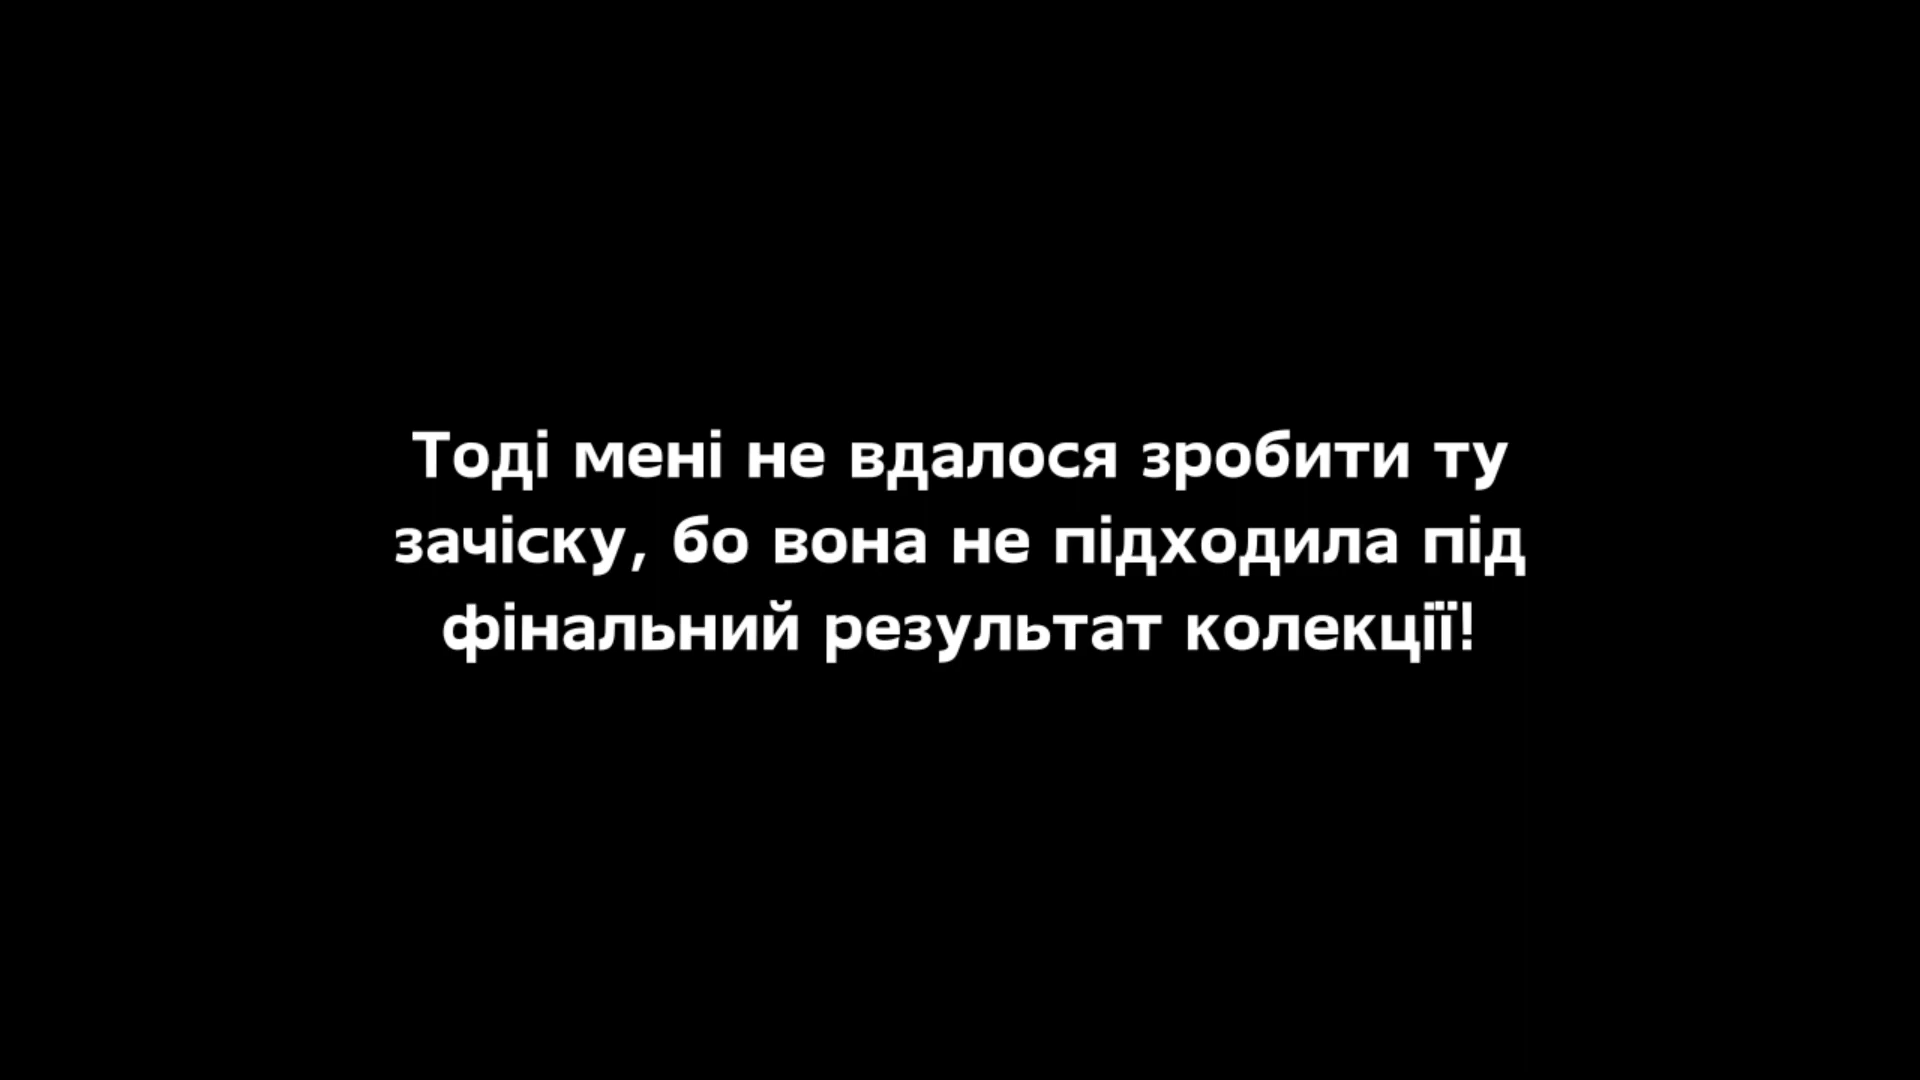 Тоді мені не вдалося зробити ту
зачіску, бо вона не підходила під
фінальний результат колекції!